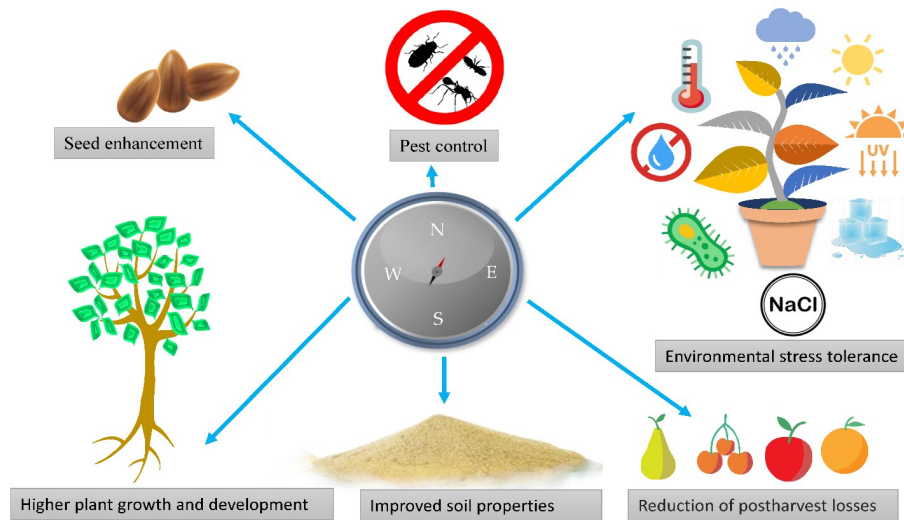 Seed enhancement
Pest control
UV
NaCl
Environmental stress tolerance
N
W
E
S
Higher plant growth and development
Improved soil properties
Reduction of postharvest losses